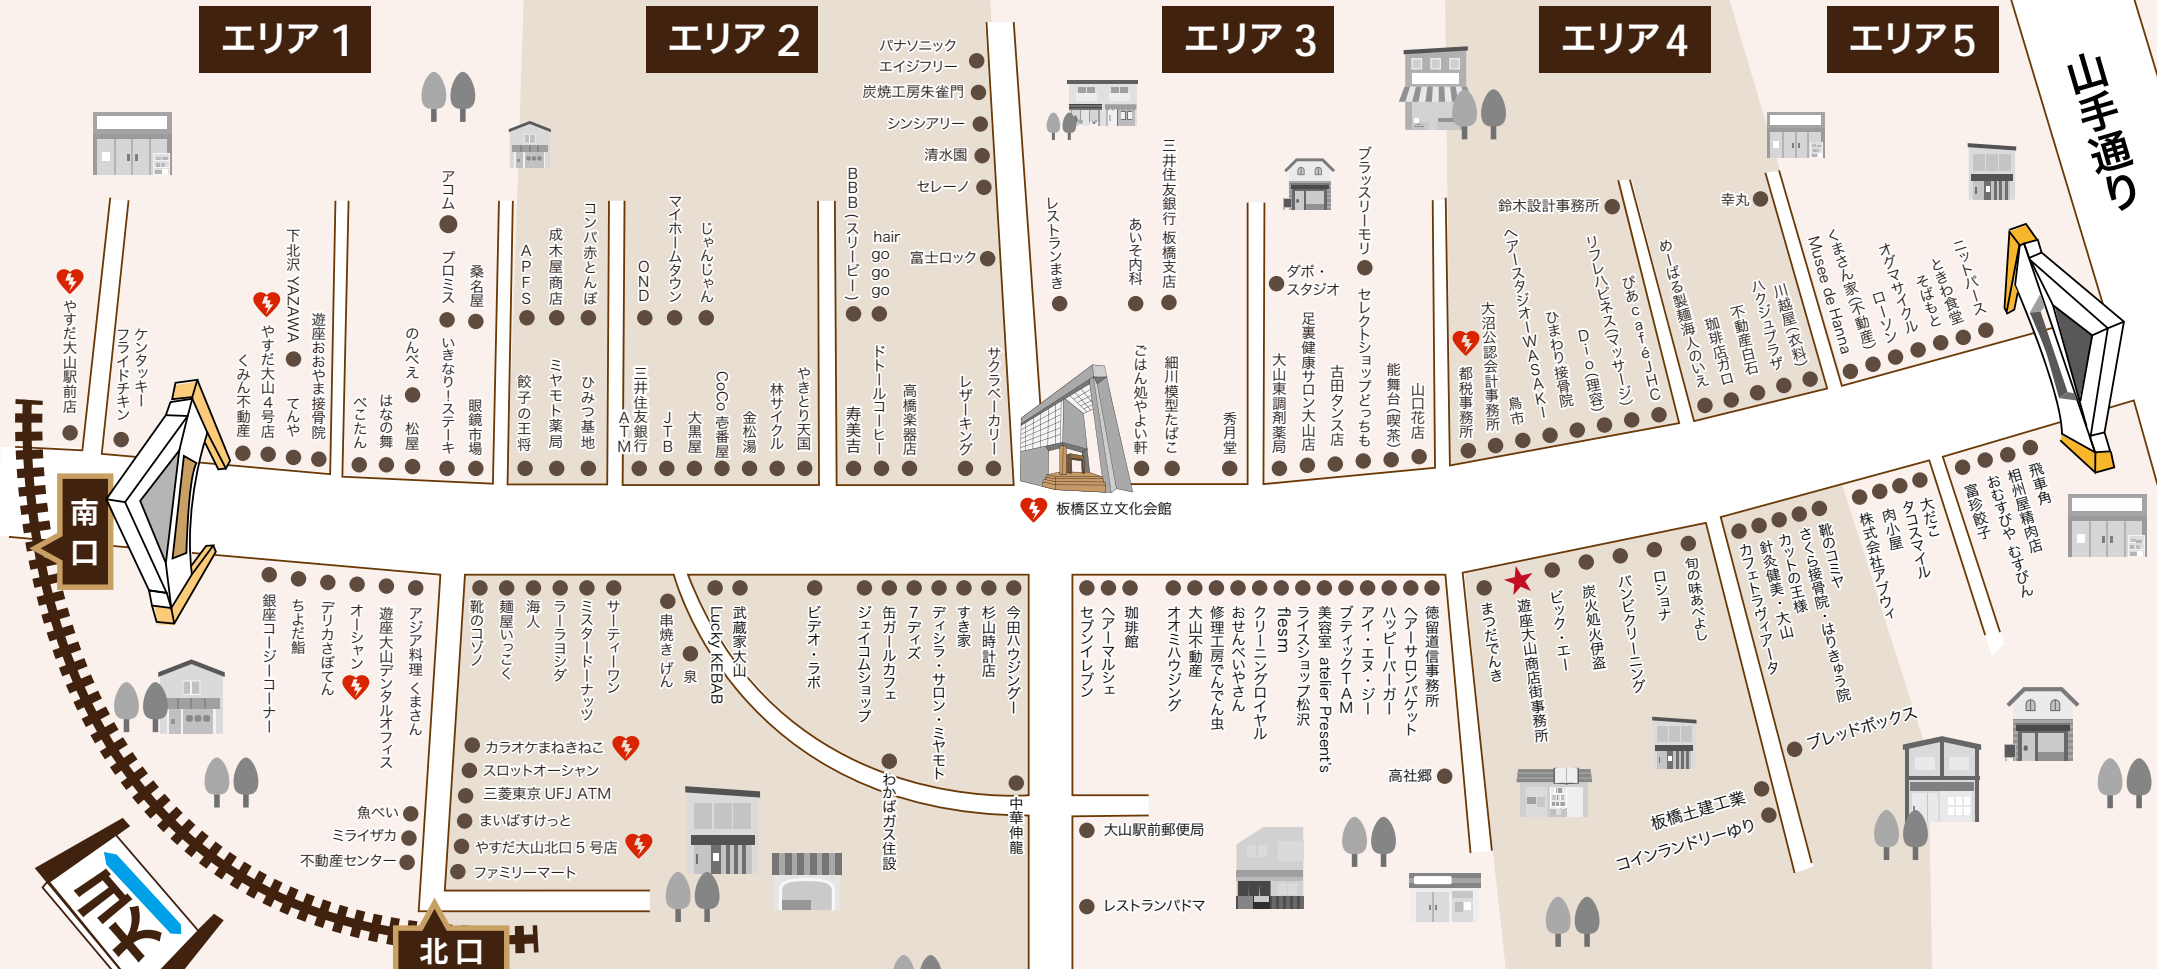 エリア 1
エリア 2
エリア 3
エリア 4
エリア 5
山手通り
やすだ大山駅前店
ケンタッキー
フライドチキン
くみん不動産
やすだ大山4号店
下北沢 YAZAWA
てんや
遊座おおやま接骨院
ぺこたん
はなの舞
のんべえ
松屋
アコム
プロミス
いきなり!ステーキ
桑名屋
眼鏡市場
APFS
成木屋商店
コンパ赤とんぼ
餃子の王将
ミヤモト薬局
ひみつ基地
OND
マイホームタウン
じゃんじゃん
三井住友銀行
ATM
JTB
大黒屋
CoCo 壱番屋
金松湯
林サイクル
やきとり天国
BBB(スリービー)
hair
go
go
go
寿美吉
ドトールコーヒー
高橋楽器店
レザーキング
サクラベーカリー
パナソニック
エイジフリー
炭焼工房朱雀門
シンシアリー
清水園
セレーノ
富士ロック
レストランまき
あいそ内科
三井住友銀行 板橋支店
ごはん処やよい軒
細川模型たばこ
秀月堂
板橋区立文化会館
ダボ・
スタジオ
ブラッスリーモリ
大山東調剤薬局
足裏健康サロン大山店
古田タンス店
セレクトショップどっちも
能舞台(喫茶)
山口花店
都税事務所
大沼公認会計事務所
鳥市
ヘアースタジオーWASAKI
ひまわり接骨院
Dio(理容)
リフレハピネス(マッサージ)
ぴあcaféJHC
鈴木設計事務所
めーばる製麺海人のいえ
珈琲店ガロ
不動産白石
ハクジュプラザ
川越屋(衣料)
幸丸
Musee de Hanna
くまさん家(不動産)
ローソン
オグマサイクル
そばもと
ときわ食堂
ニットパース
南口
銀座コージーコーナー
ちよだ鮨
デリカさぼてん
オーシャン
遊座大山デンタルオフィス
アジア料理 くまさん
魚べい
ミライザカ
不動産センター
靴のコゾノ
麺屋いっこく
海人
ラーラヨシダ
ミスタードーナッツ
サーティーワン
串焼き げん
泉
Lucky KEBAB
武蔵家大山
カラオケまねきねこ
スロットオーシャン
三菱東京 UFJ ATM
まいばすけっと
やすだ大山北口 5 号店
ファミリーマート
ビデオ・ラボ
ジェイコムショップ
缶ガールカフェ
7デイズ
ディシラ・サロン・ミヤモト
すき家
杉山時計店
今田ハウジングー
わかばガス住設
中華伸龍
セブンイレブン
ヘアーマルシェ
珈琲館
オオミハウジング
大山不動産
修理工房でんでん虫
おせんべいやさん
クリーニングロイヤル
flesm
ライスショップ松沢
美容室 atelier Present's
ブティックTAM
アイ・エヌ・ジー
ハッピーバーガー
ヘアーサロンパケット
徳留道信事務所
高社郷
大山駅前郵便局
レストランパドマ
まつだでんき
遊座大山商店街事務所
ビック・エー
炭火処火伊盗
バンビクリーニング
ロショナ
旬の味あべよし
カフェトラヴィアータ
針灸健美・大山
カットの王様
さくら接骨院・はりきゅう院
靴のコミヤ
ブレッドボックス
板橋土建工業
コインランドリーゆり
株式会社アプウィ
肉小屋
タコスマイル
大だこ
富珍餃子
おむすびや むすびん
相州屋精肉店
飛車角
大山
北口